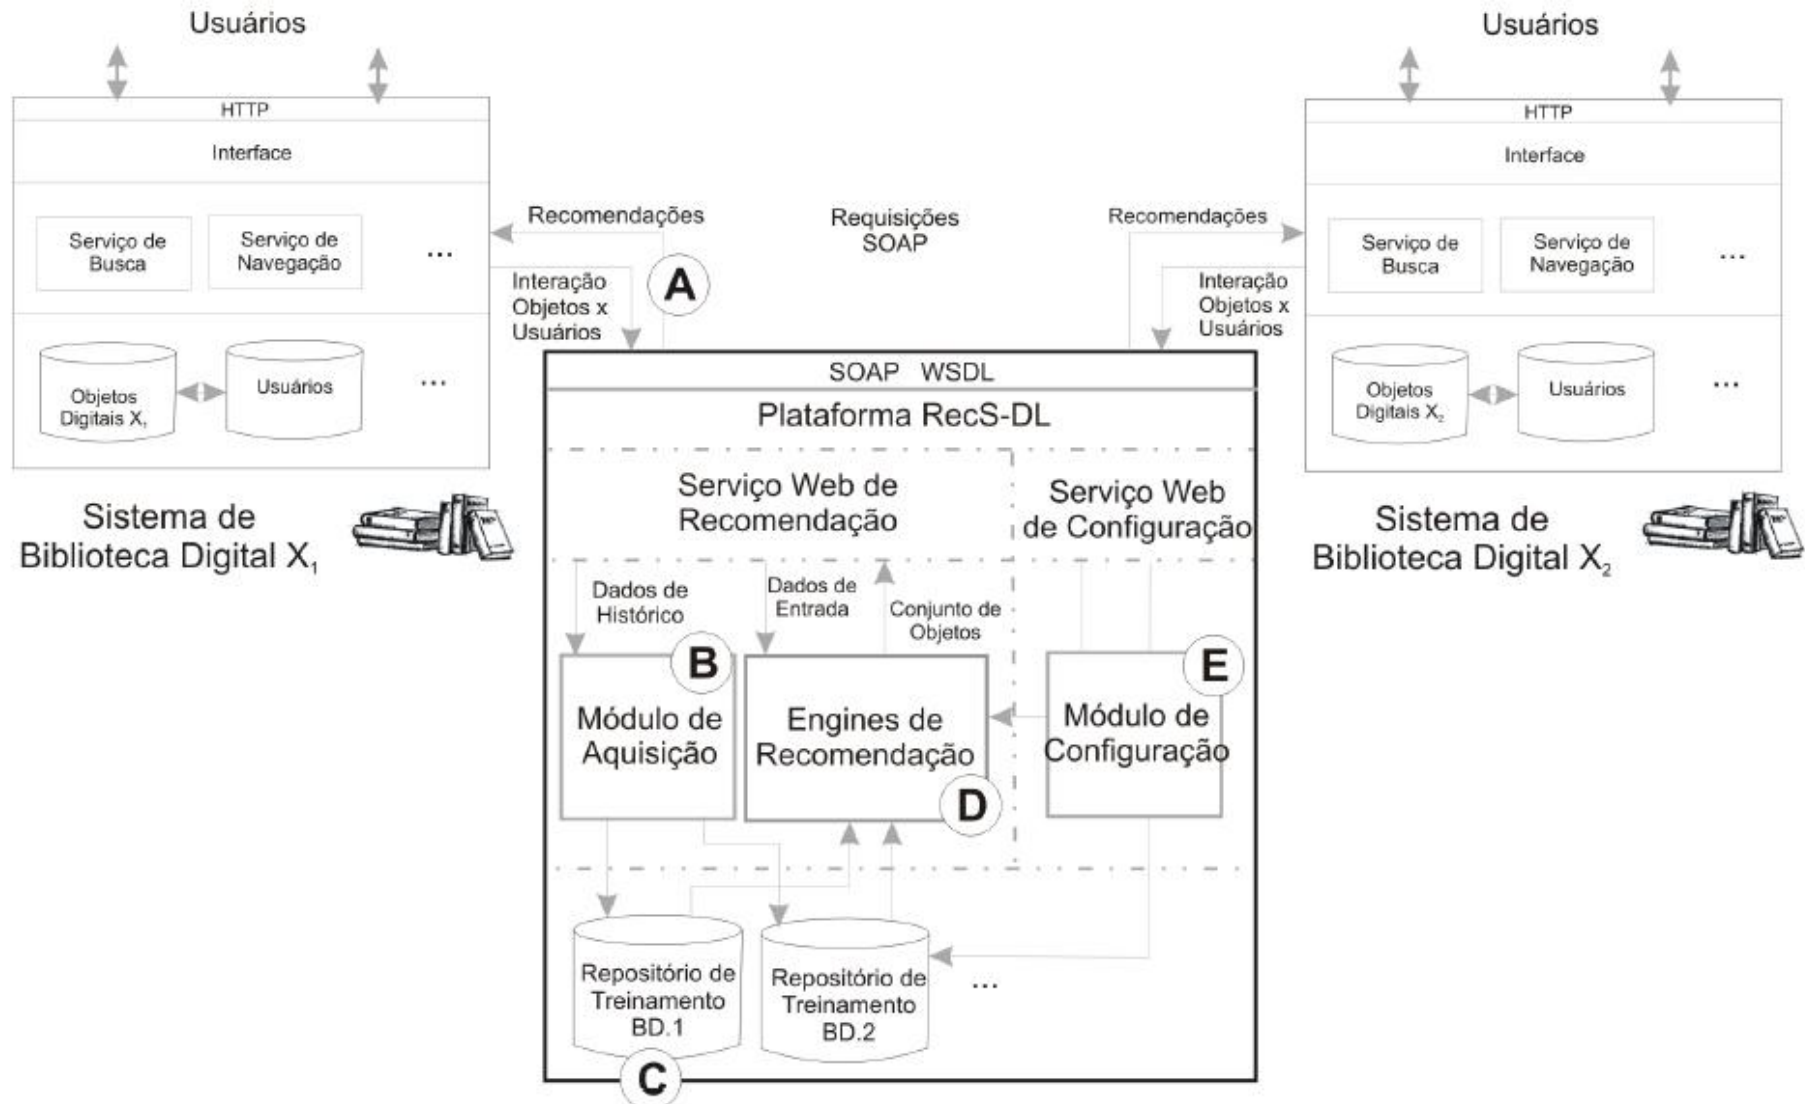 Usuários
HTTP
Interface
Serviço de
Busca
Serviço de
Navegação
...
Objetos
Digitais X1
Usuários
...
Sistema de
Biblioteca Digital X1
Recomendações
Interação
Objetos x
Usuários
A
Requisições
SOAP
Recomendações
Interação
Objetos x
Usuários
Usuários
HTTP
Interface
Serviço de
Busca
Serviço de
Navegação
...
Objetos
Digitais X2
Usuários
...
Sistema de
Biblioteca Digital X2
SOAP WSDL
Plataforma RecS-DL
Serviço Web de
Recomendação
Serviço Web
de Configuração
Dados de
Histórico
Dados de
Entrada
Conjunto de
Objetos
B
Módulo de
Aquisição
Engines de
Recomendação
D
E
Módulo de
Configuração
Repositório de
Treinamento
BD.1
C
Repositório de
Treinamento
BD.2
...